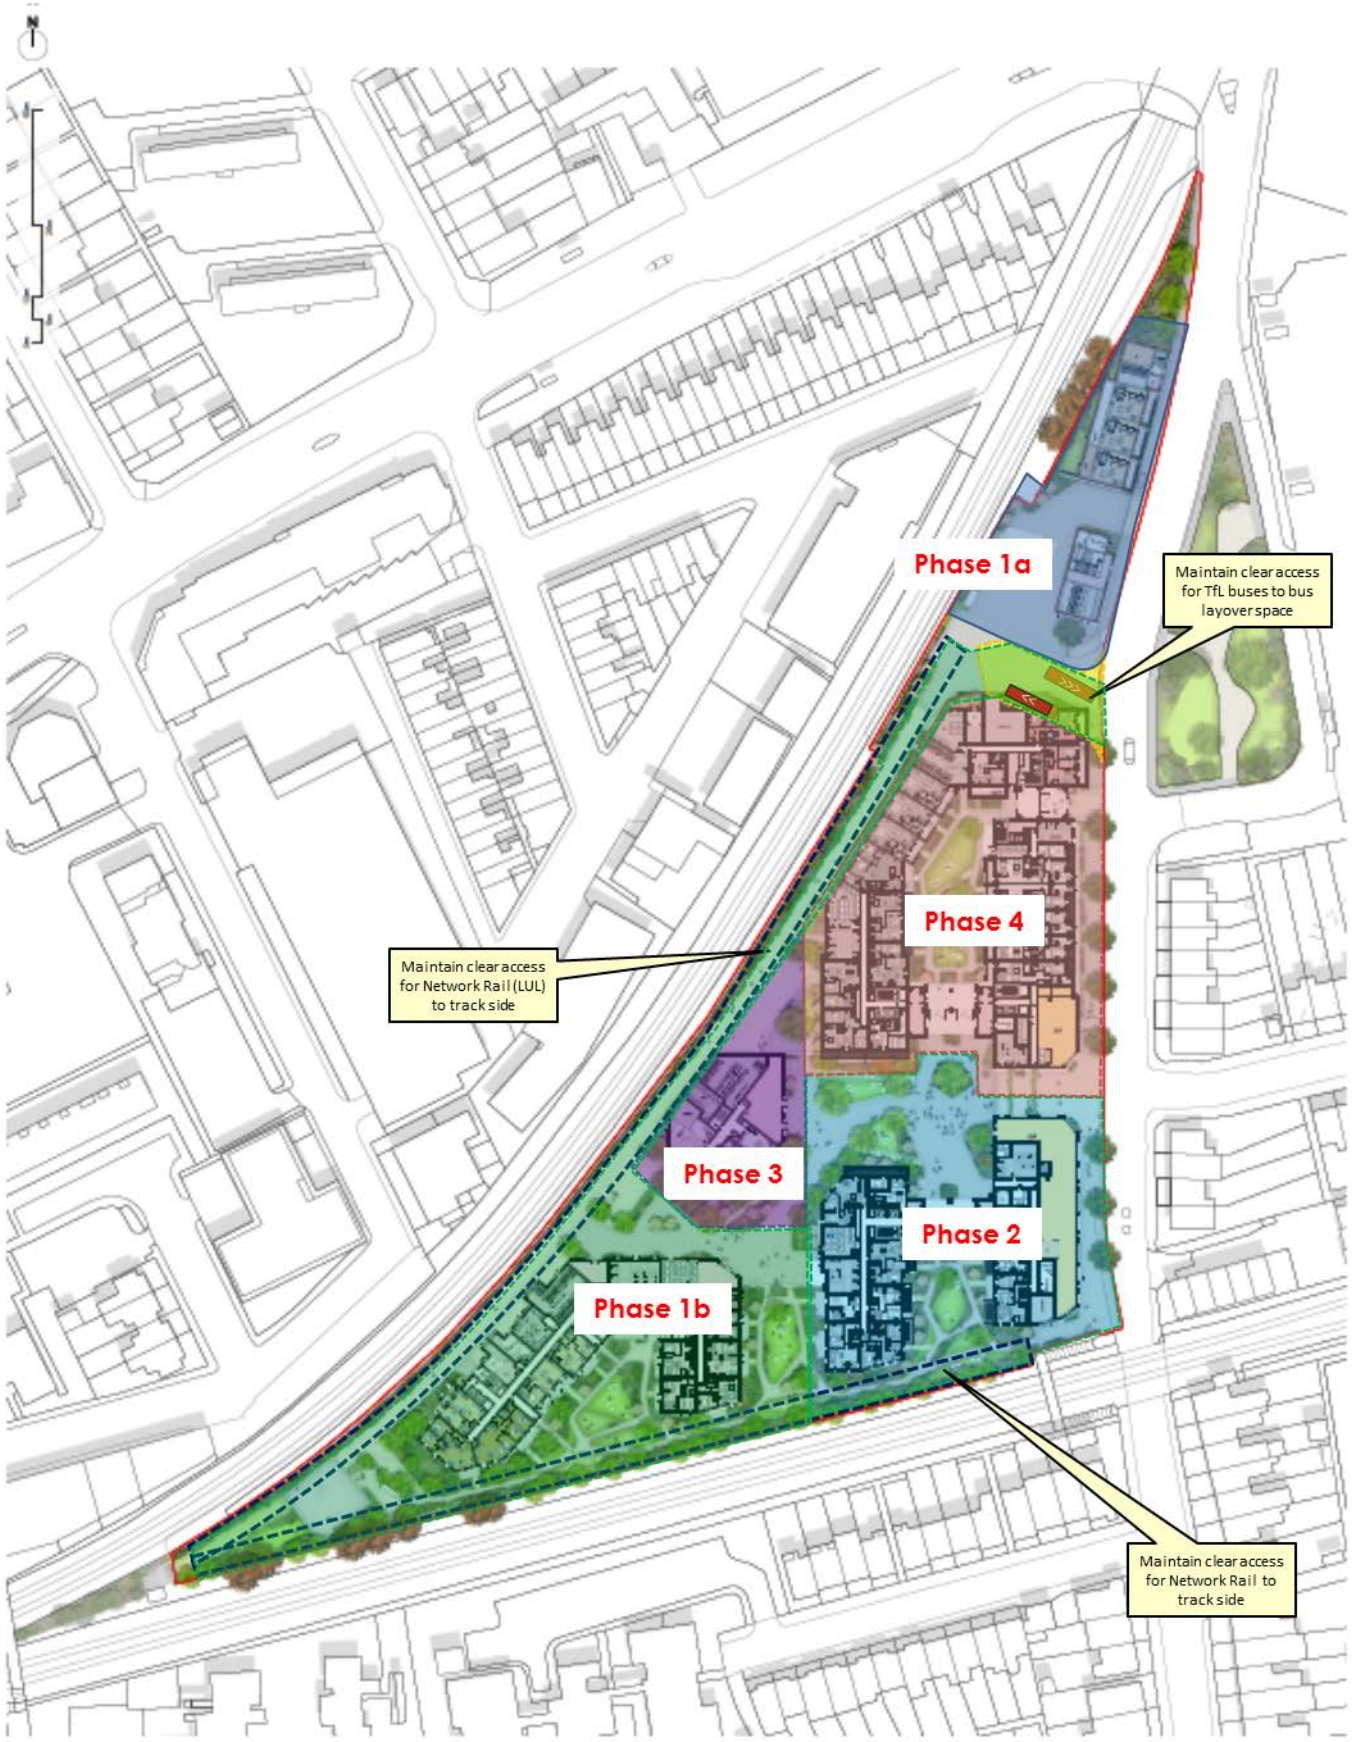 N
Phase 1a
Maintain clear access
for TfL buses to bus
layover space
>>>
<<
Phase 4
Maintain clear access
for Network Rail (LUL)
to track side
Phase 3
Phase 2
Phase 1b
Maintain clear access
for Network Rail to
track side